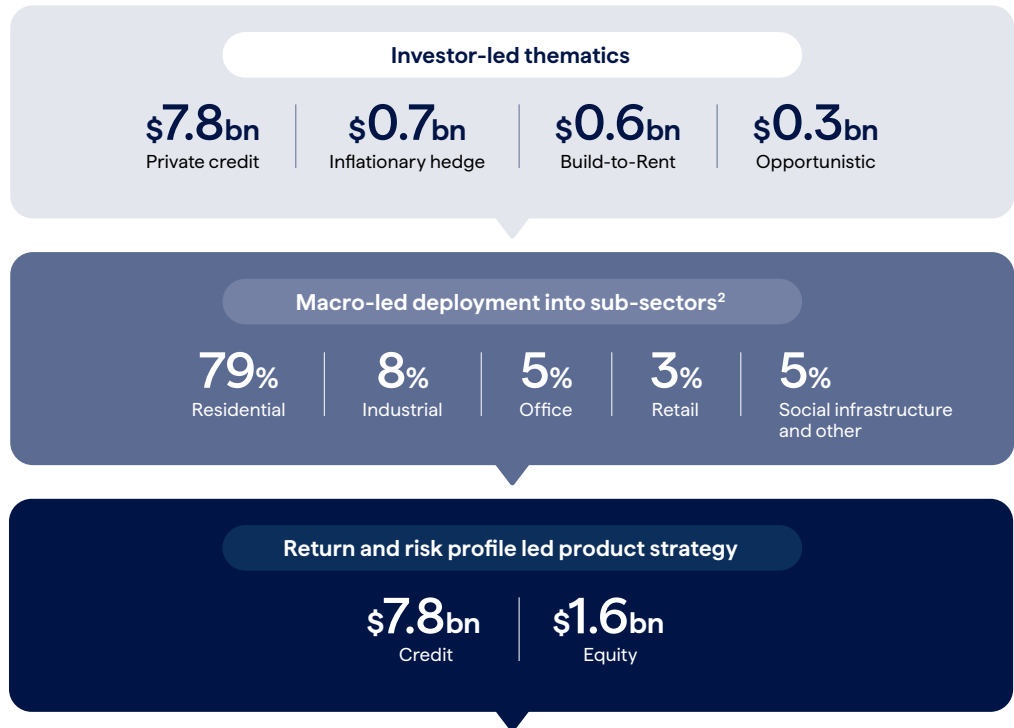 Investor-led thematics
$7.8bn $0.7bn $0.6bn $0.3bn
Private credit Inflationary hedge Build-to-Rent Opportunistic
Macro-led deployment into sub-sectors²
79% 8% 5% 3% 5%
Residential Industrial Office Retail Social infrastructure
and other
Return and risk profile led product strategy
$7.8bn $1.6bn
Credit Equity